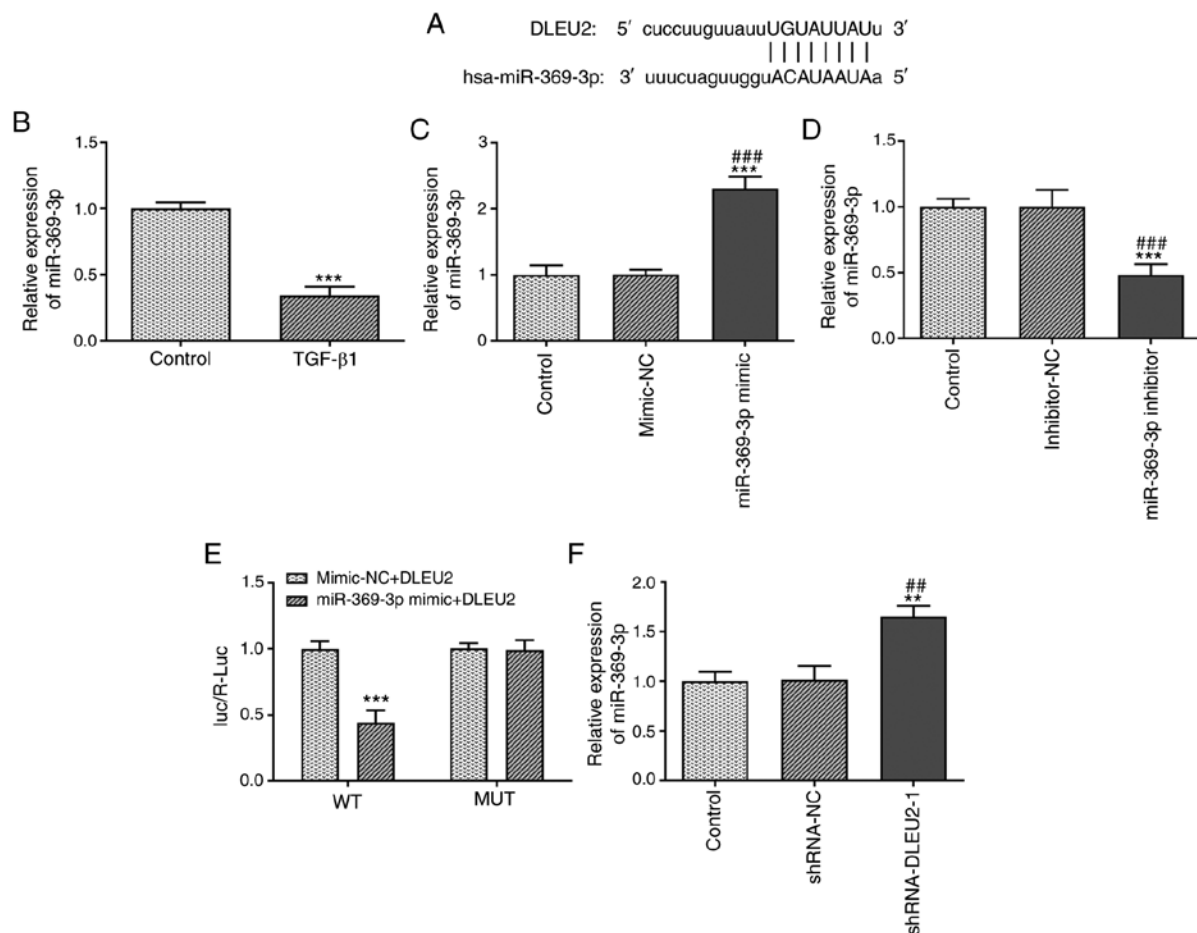 A
DLEU2: 5′ cuccuuguuauuUGUAUUAUu 3′
hsa-miR-369-3p: 3′ uuucuaguugguACAUAAUAa 5′
B
Relative expression
of miR-369-3p
1.5
1.0
0.5
0.0
***
Control
TGF-β1
C
Relative expression
of miR-369-3p
3
2
1
0
###
***
Control
Mimic-NC
miR-369-3p mimic
D
Relative expression
of miR-369-3p
1.5
1.0
0.5
0.0
###
***
Control
Inhibitor-NC
miR-369-3p inhibitor
E
luc/R-Luc
1.5
1.0
0.5
0.0
Mimic-NC+DLEU2
miR-369-3p mimic+DLEU2
***
WT
MUT
F
Relative expression
of miR-369-3p
2.0
1.5
1.0
1.5
0.0
##
**
Control
shRNA-NC
shRNA-DLEU2-1